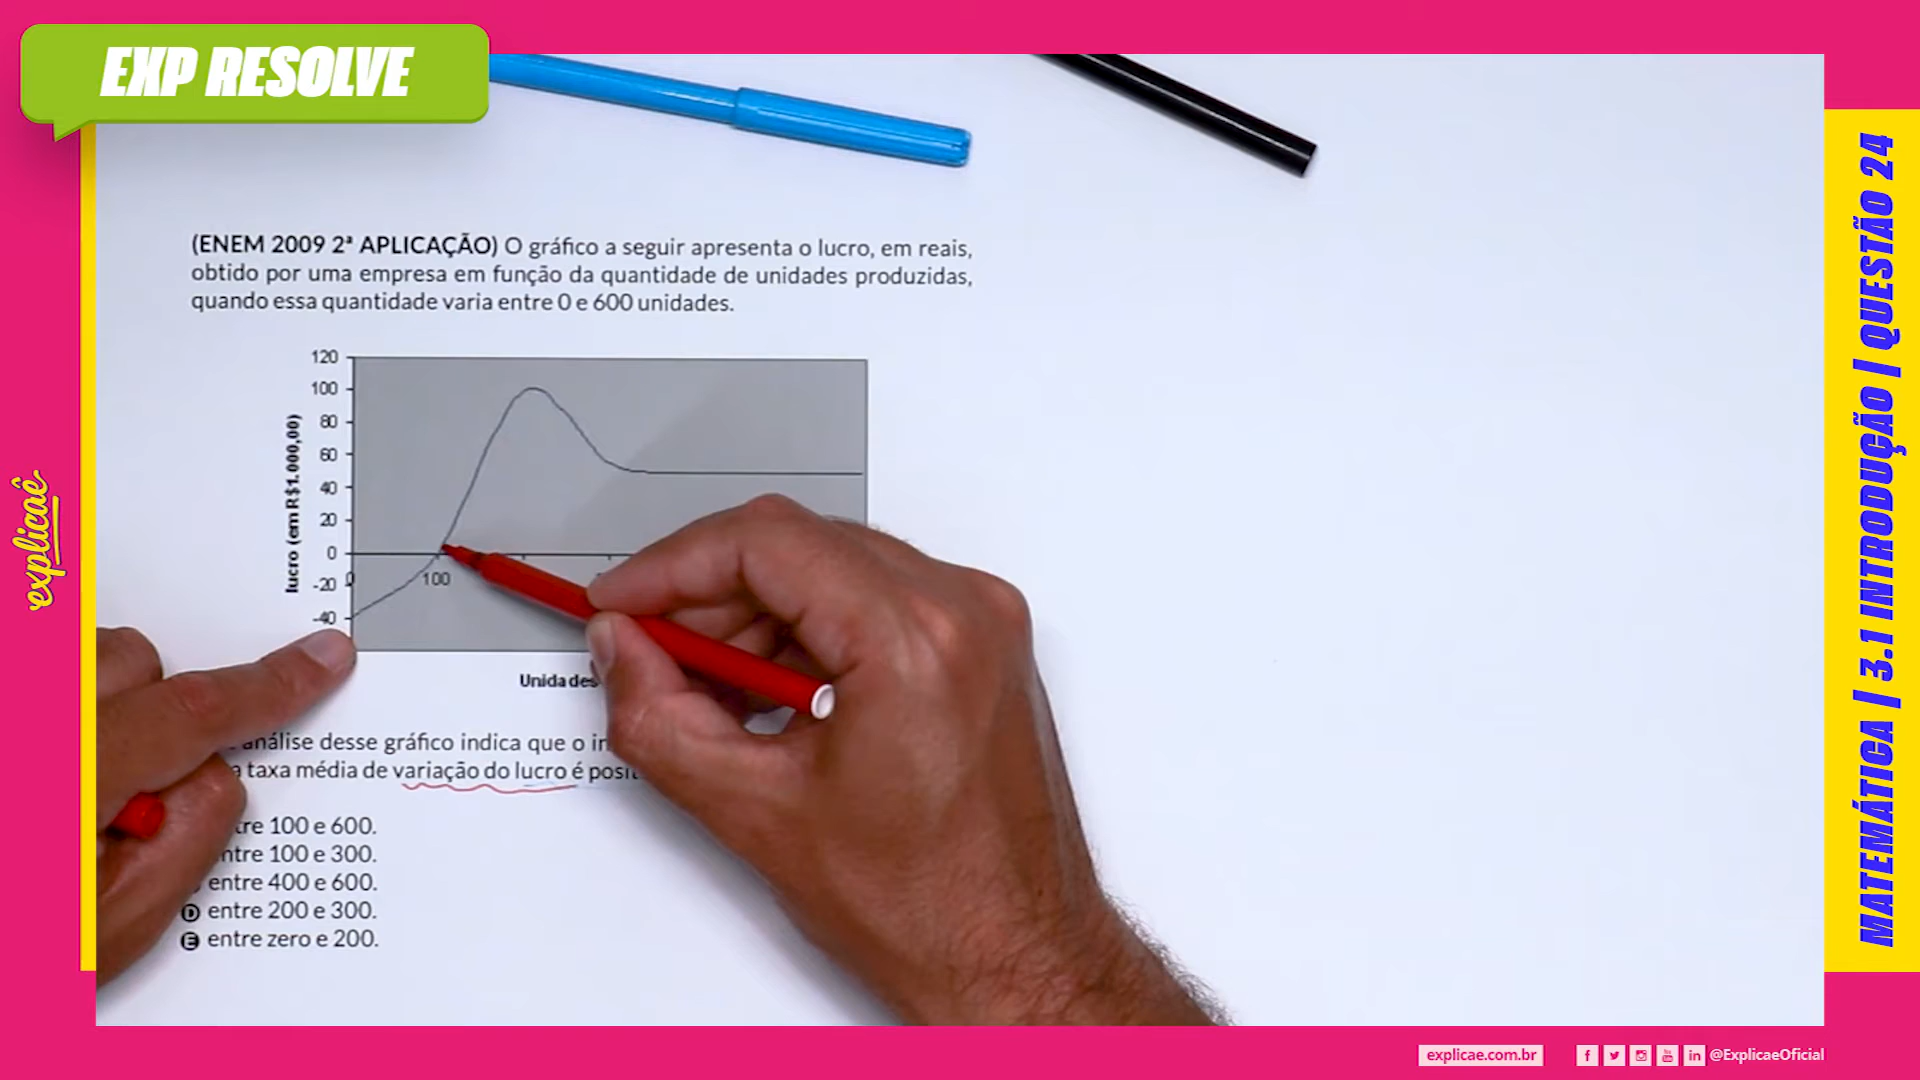 EXP RESOLVE
(ENEM 2009 2ª APLICAÇÃO) O gráfico a seguir apresenta o lucro, em reais,
obtido por uma empresa em função da quantidade de unidades produzidas,
quando essa quantidade varia entre 0 e 600 unidades.
lucro (em R$1.000,00)
120
100
80
60
40
20
0
-20
-40
0
100
Unidades
análise desse gráfico indica que o
taxa média de variação do lucro é
100 e 600.
100 e 300.
entre 400 e 600.
D entre 200 e 300.
E entre zero e 200.
explicaê
MATEMÁTICA | 3.1 INTRODUÇÃO | QUESTÃO 24
explicae.com.br
@ExplicaeOficial